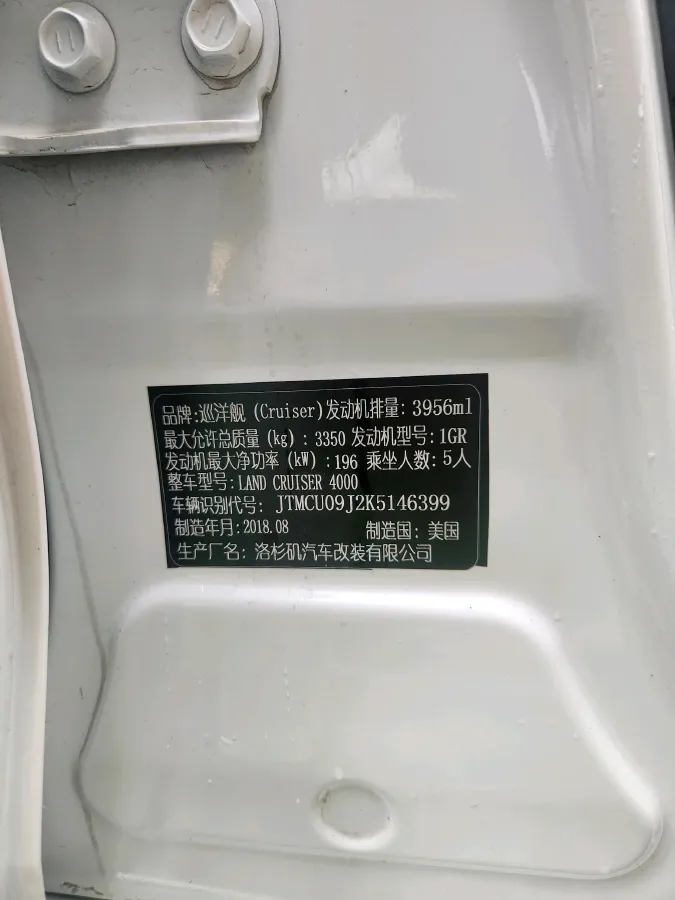 品牌:巡洋舰 (Cruiser)发动机排量: 3956ml
最大允许总质量 (kg) : 3350 发动机型号: 1GR
发动机最大净功率 (kW) : 196 乘坐人数: 5人
整车型号: LAND CRUISER 4000
车辆识别代号: JTMCU09J2K5146399
制造年月: 2018.08 制造国: 美国
生产厂名: 洛杉矶汽车改装有限公司